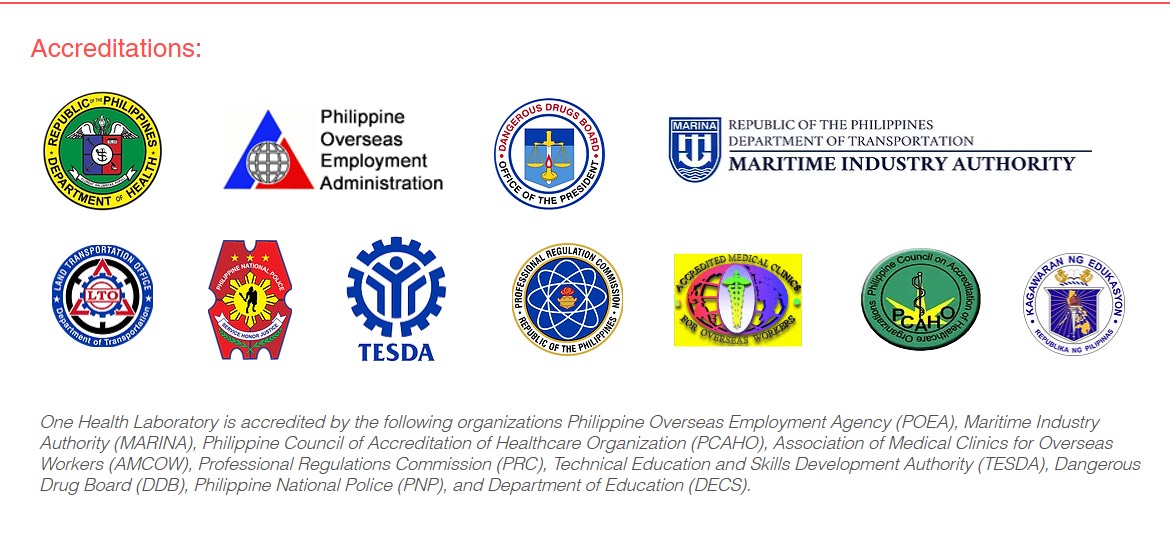 Accreditations:
REPUBLIC OF THE PHILIPPINES
DEPARTMENT OF HEALTH
Philippine
Overseas
Employment
Administration
DANGEROUS DRUGS BOARD
OFFICE OF THE PRESIDENT
MARINA
REPUBLIC OF THE PHILIPPINES
DEPARTMENT OF TRANSPORTATION
MARITIME INDUSTRY AUTHORITY
LAND TRANSPORTATION OFFICE
LTO
Department of Transportation
PHILIPPINE NATIONAL POLICE
SERVICE HONOR JUSTICE
TESDA
PROFESSIONAL REGULATION COMMISSION
REPUBLIC OF THE PHILIPPINES
ACCREDITED MEDICAL CLINICS
FOR OVERSEAS WORKERS
Philippine Council on Accreditation
of Healthcare Organizations
PCAHO
KAGAWARAN NG EDUKASYON
REPUBLIKA NG PILIPINAS
One Health Laboratory is accredited by the following organizations Philippine Overseas Employment Agency (POEA), Maritime Industry
Authority (MARINA), Philippine Council of Accreditation of Healthcare Organization (PCAHO), Association of Medical Clinics for Overseas
Workers (AMCOW), Professional Regulations Commission (PRC), Technical Education and Skills Development Authority (TESDA), Dangerous
Drug Board (DDB), Philippine National Police (PNP), and Department of Education (DECS).